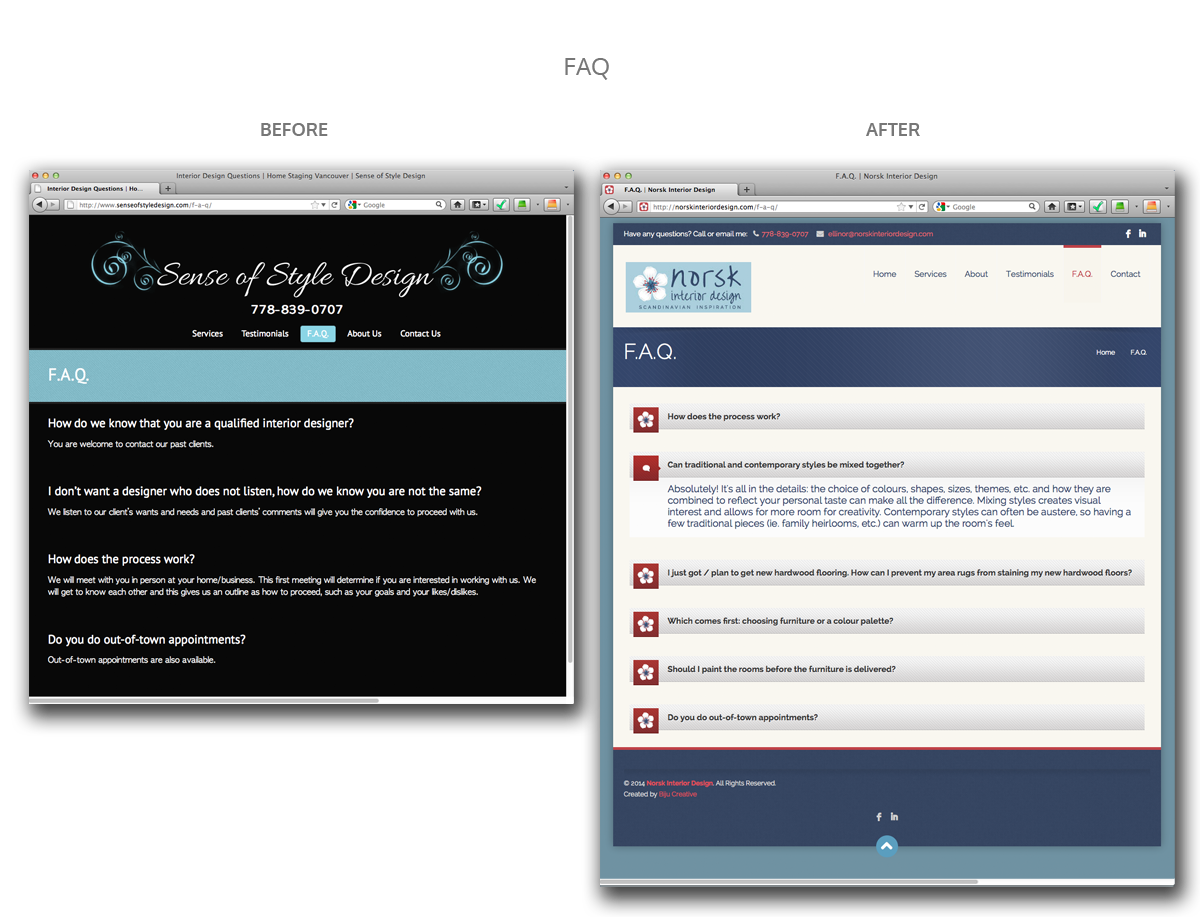 FAQ
BEFORE
AFTER
Interior Design Questions | Home Staging Vancouver | Sense of Style Design
Interior Design Questions | Ho...
http://www.senseofstyledesign.com/f-a-q/
Google
Sense of Style Design
778-839-0707
Services
Testimonials
F.A.Q.
About Us
Contact Us
F.A.Q.
How do we know that you are a qualified interior designer?
You are welcome to contact our past clients.
I don't want a designer who does not listen, how do we know you are not the same?
We listen to our client's wants and needs and past clients' comments will give you the confidence to proceed with us.
How does the process work?
We will meet with you in person at your home/business. This first meeting will determine if you are interested in working with us. We
will get to know each other and this gives us an outline as how to proceed, such as your goals and your likes/dislikes.
Do you do out-of-town appointments?
Out-of-town appointments are also available.
F.A.Q. | Norsk Interior Design
F.A.Q. | Norsk Interior Design
http://norskinteriordesign.com/f-a-q/
Google
Have any questions? Call or email me: 778-839-0707 ellinor@norskinteriordesign.com
norsk
interior design
SCANDINAVIAN INSPIRATION
Home
Services
About
Testimonials
F.A.Q.
Contact
F.A.Q.
Home
F.A.Q.
How does the process work?
Can traditional and contemporary styles be mixed together?
Absolutely! It's all in the details: the choice of colours, shapes, sizes, themes, etc. and how they are
combined to reflect your personal taste can make all the difference. Mixing styles creates visual
interest and allows for more room for creativity. Contemporary styles can often be austere, so having a
few traditional pieces (ie. family heirlooms, etc.) can warm up the room's feel.
I just got / plan to get new hardwood flooring. How can I prevent my area rugs from staining my new hardwood floors?
Which comes first: choosing furniture or a colour palette?
Should I paint the rooms before the furniture is delivered?
Do you do out-of-town appointments?
© 2014 Norsk Interior Design. All Rights Reserved.
Created by Biju Creative